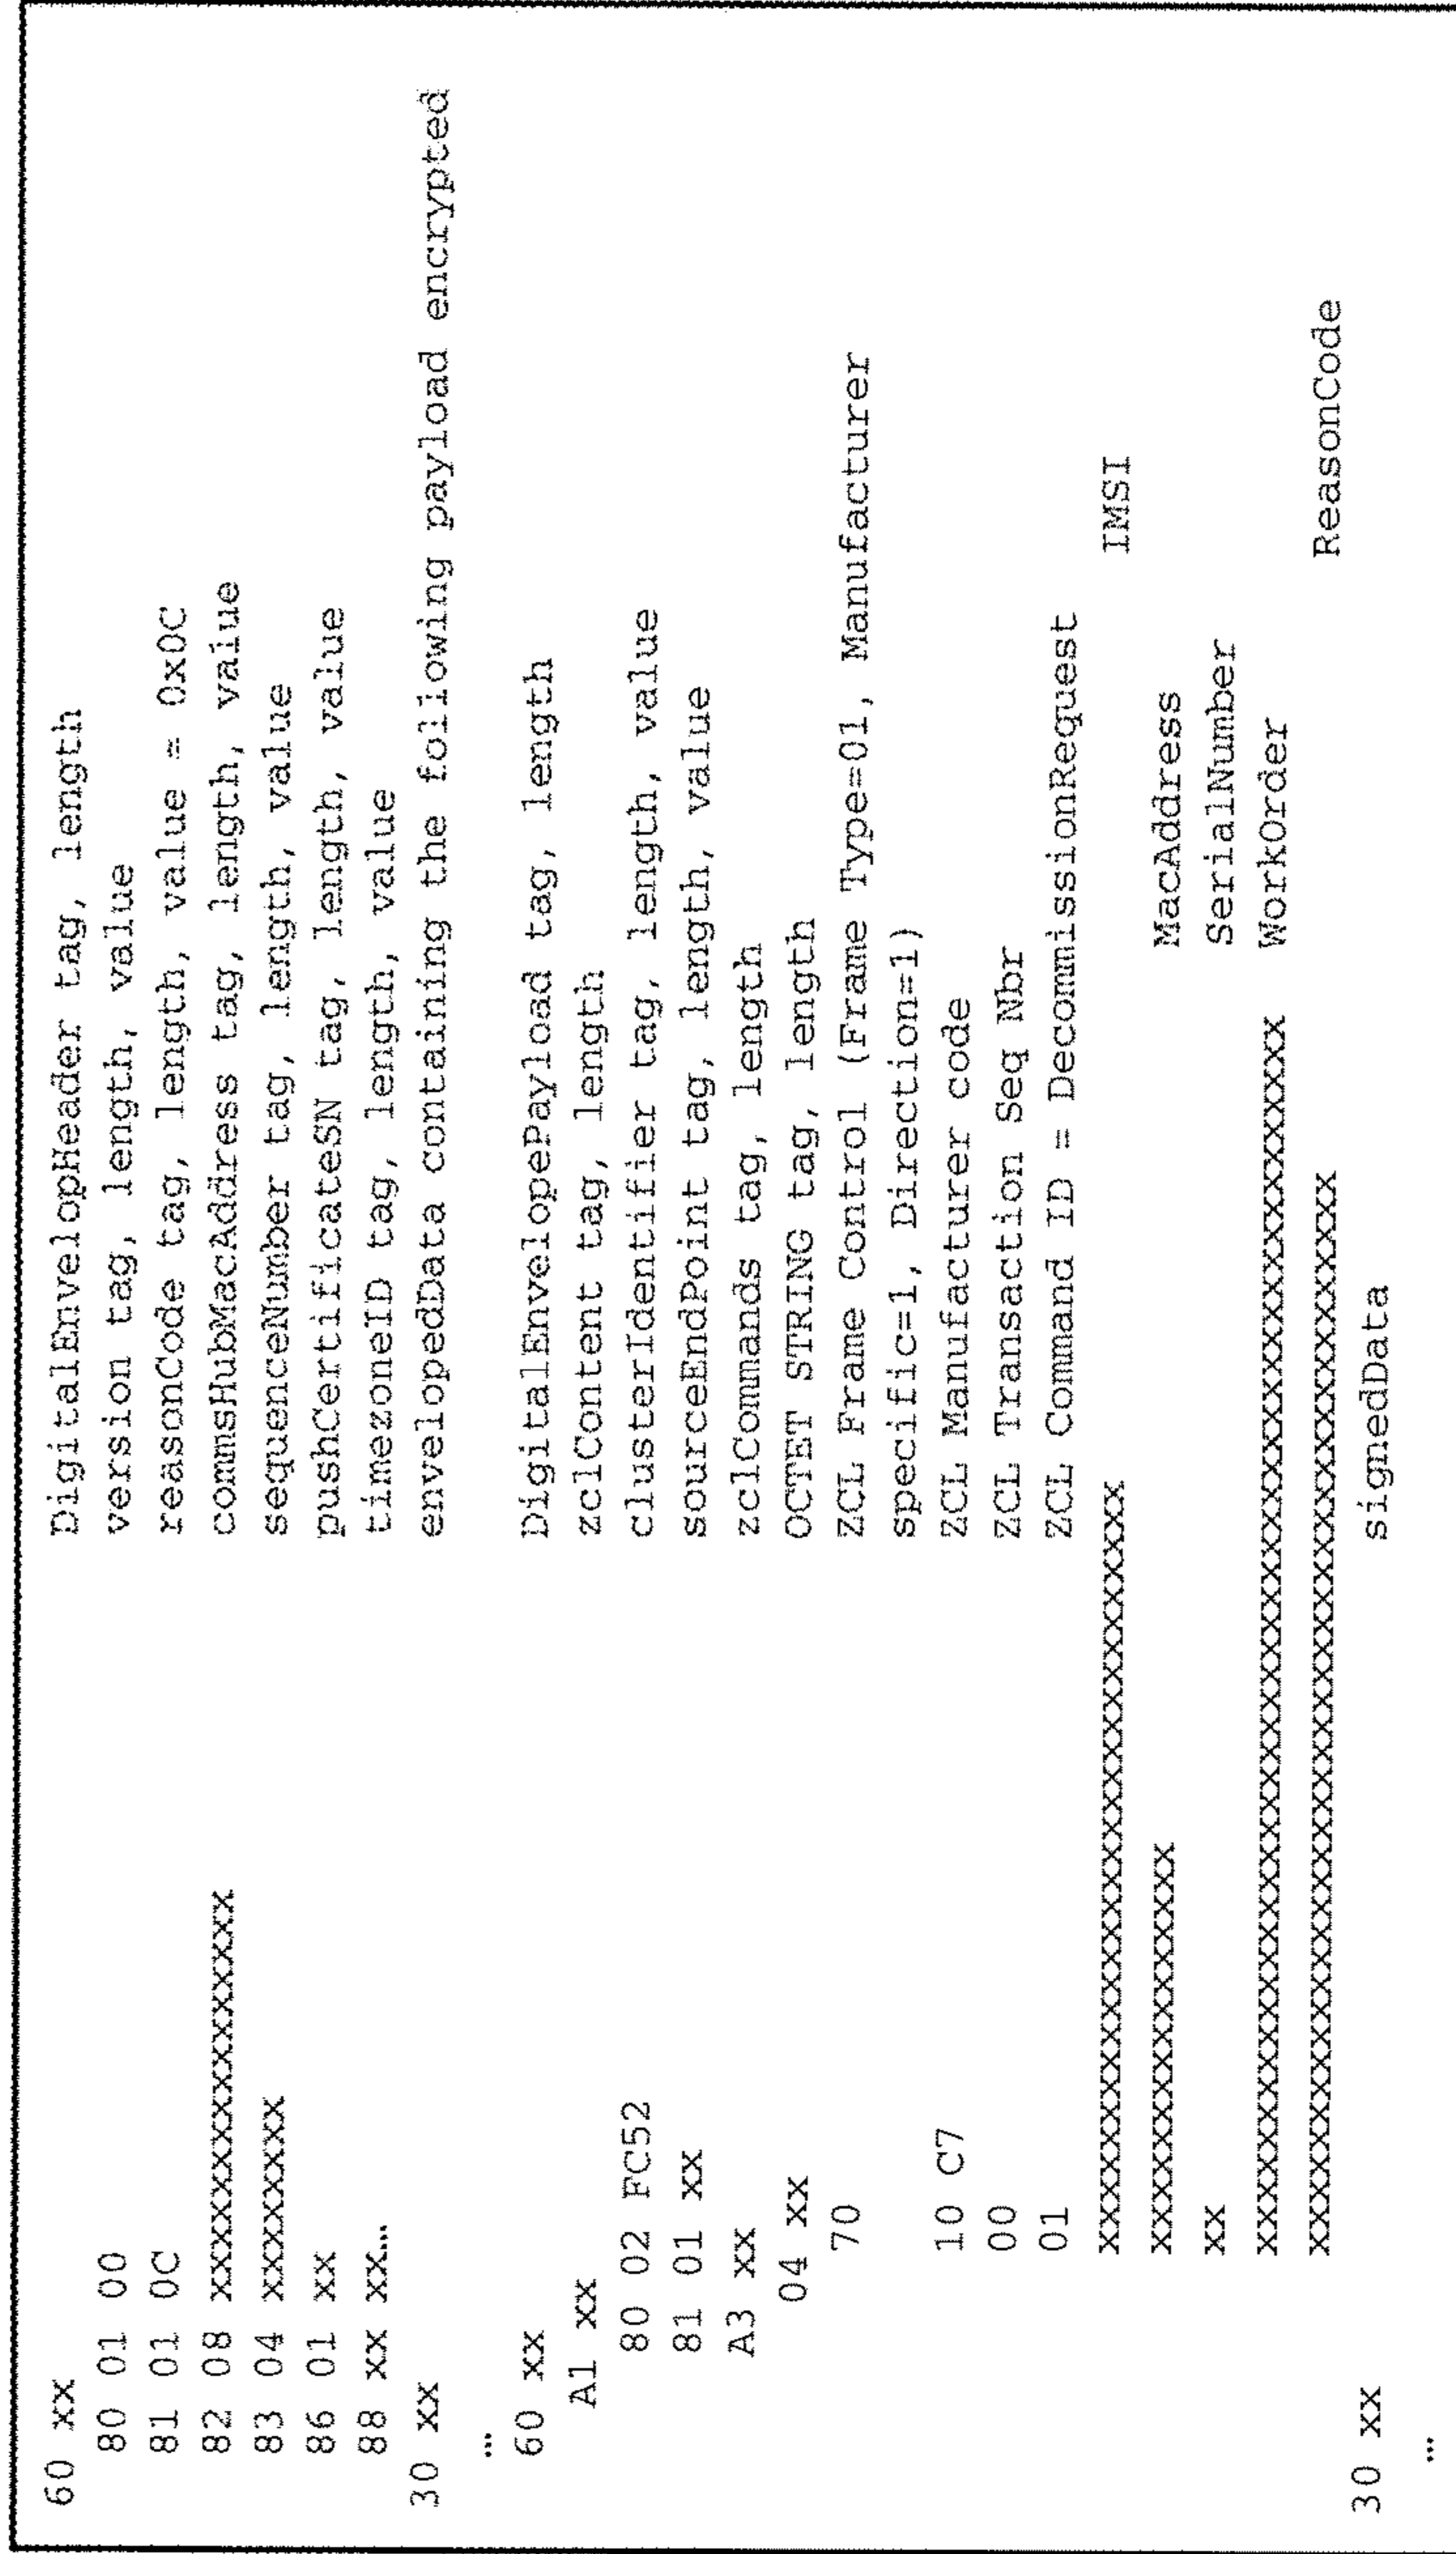 60 xx DigitalEnvelopHeader tag, length
80 01 00 version tag, length, value
81 01 0C reasonCode tag, length, value = 0x0C
82 08 xxxxxxxxxxxxxxxx commsHubMacAddress tag, length, value
83 04 xxxxxxxx sequenceNumber tag, length, value
86 01 xx pushCertificateSN tag, length, value
88 xx xx… timezoneID tag, length, value
30 xx envelopedData containing the following payload encrypted
…
60 xx DigitalEnvelopePayload tag, length
A1 xx zclContent tag, length
80 02 FC52 clusterIdentifier tag, length, value
81 01 xx sourceEndPoint tag, length, value
A3 xx zclCommands tag, length
04 xx OCTET STRING tag, length
70 ZCL Frame Control (Frame Type=01, Manufacturer
specific=1, Direction=1)
10 C7 ZCL Manufacturer code
00 ZCL Transaction Seq Nbr
01 ZCL Command ID = DecommissionRequest
xxxxxxxxxxxxxxxxxxxxxxxxxxxxxx IMSI
xxxxxxxxxxxxxxxx MacAddress
xx SerialNumber
xxxxxxxxxxxxxxxxxxxxxxxxxxxxxxxxxxxxxxxxxxxxxxxx WorkOrder
xxxxxxxxxxxxxxxxxxxxxxxxxxxxxxxxxxxxxxxxxx ReasonCode
30 xx signedData
…